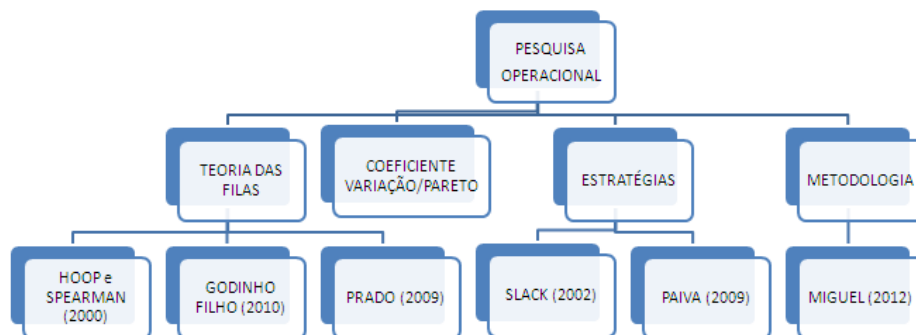 PESQUISA
OPERACIONAL
TEORIA DAS
FILAS
COEFICIENTE
VARIAÇÃO/PARETO
ESTRATÉGIAS
METODOLOGIA
HOOP e
SPEARMAN
(2000)
GODINHO
FILHO (2010)
PRADO (2009)
SLACK (2002)
PAIVA (2009)
MIGUEL (2012)